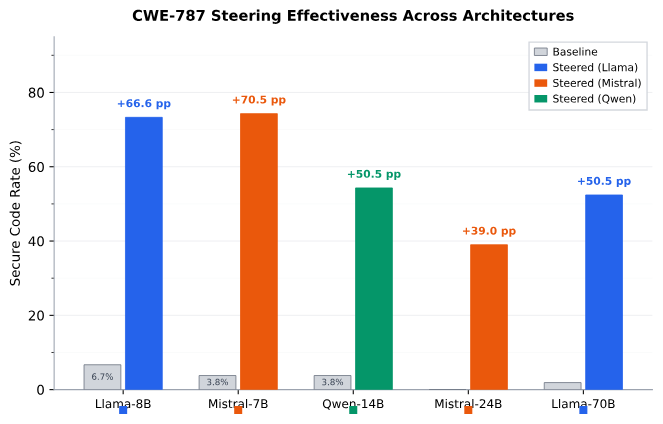 CWE-787 Steering Effectiveness Across Architectures
Baseline
Steered (Llama)
Steered (Mistral)
Steered (Qwen)
Secure Code Rate (%)
80
60
40
20
0
+66.6 pp
+70.5 pp
+50.5 pp
+39.0 pp
+50.5 pp
6.7%
3.8%
3.8%
Llama-8B
Mistral-7B
Qwen-14B
Mistral-24B
Llama-70B